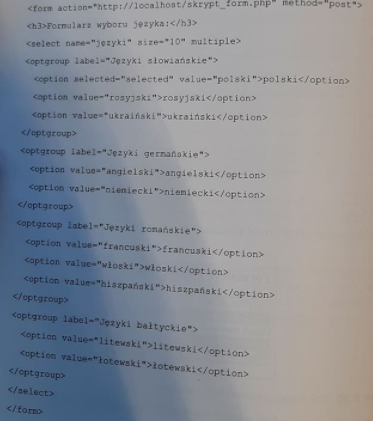 <form action="http://localhost/skrypt_form.php" method="post">
<h3>Formularz wyboru języka:</h3>
<select name="języki" size="10" multiple>
<optgroup label="Języki słowiańskie">
<option selected="selected" value="polski">polski</option>
<option value="rosyjski">rosyjski</option>
<option value="ukraiński">ukraiński</option>
</optgroup>
<optgroup label="Języki germańskie">
<option value="angielski">angielski</option>
<option value="niemiecki">niemiecki</option>
</optgroup>
<optgroup label="Języki romańskie">
<option value="francuski">francuski</option>
<option value="włoski">włoski</option>
<option value="hiszpański">hiszpański</option>
</optgroup>
<optgroup label="Języki bałtyckie">
<option value="litewski">litewski</option>
<option value="łotewski">łotewski</option>
</optgroup>
</select>
</form>